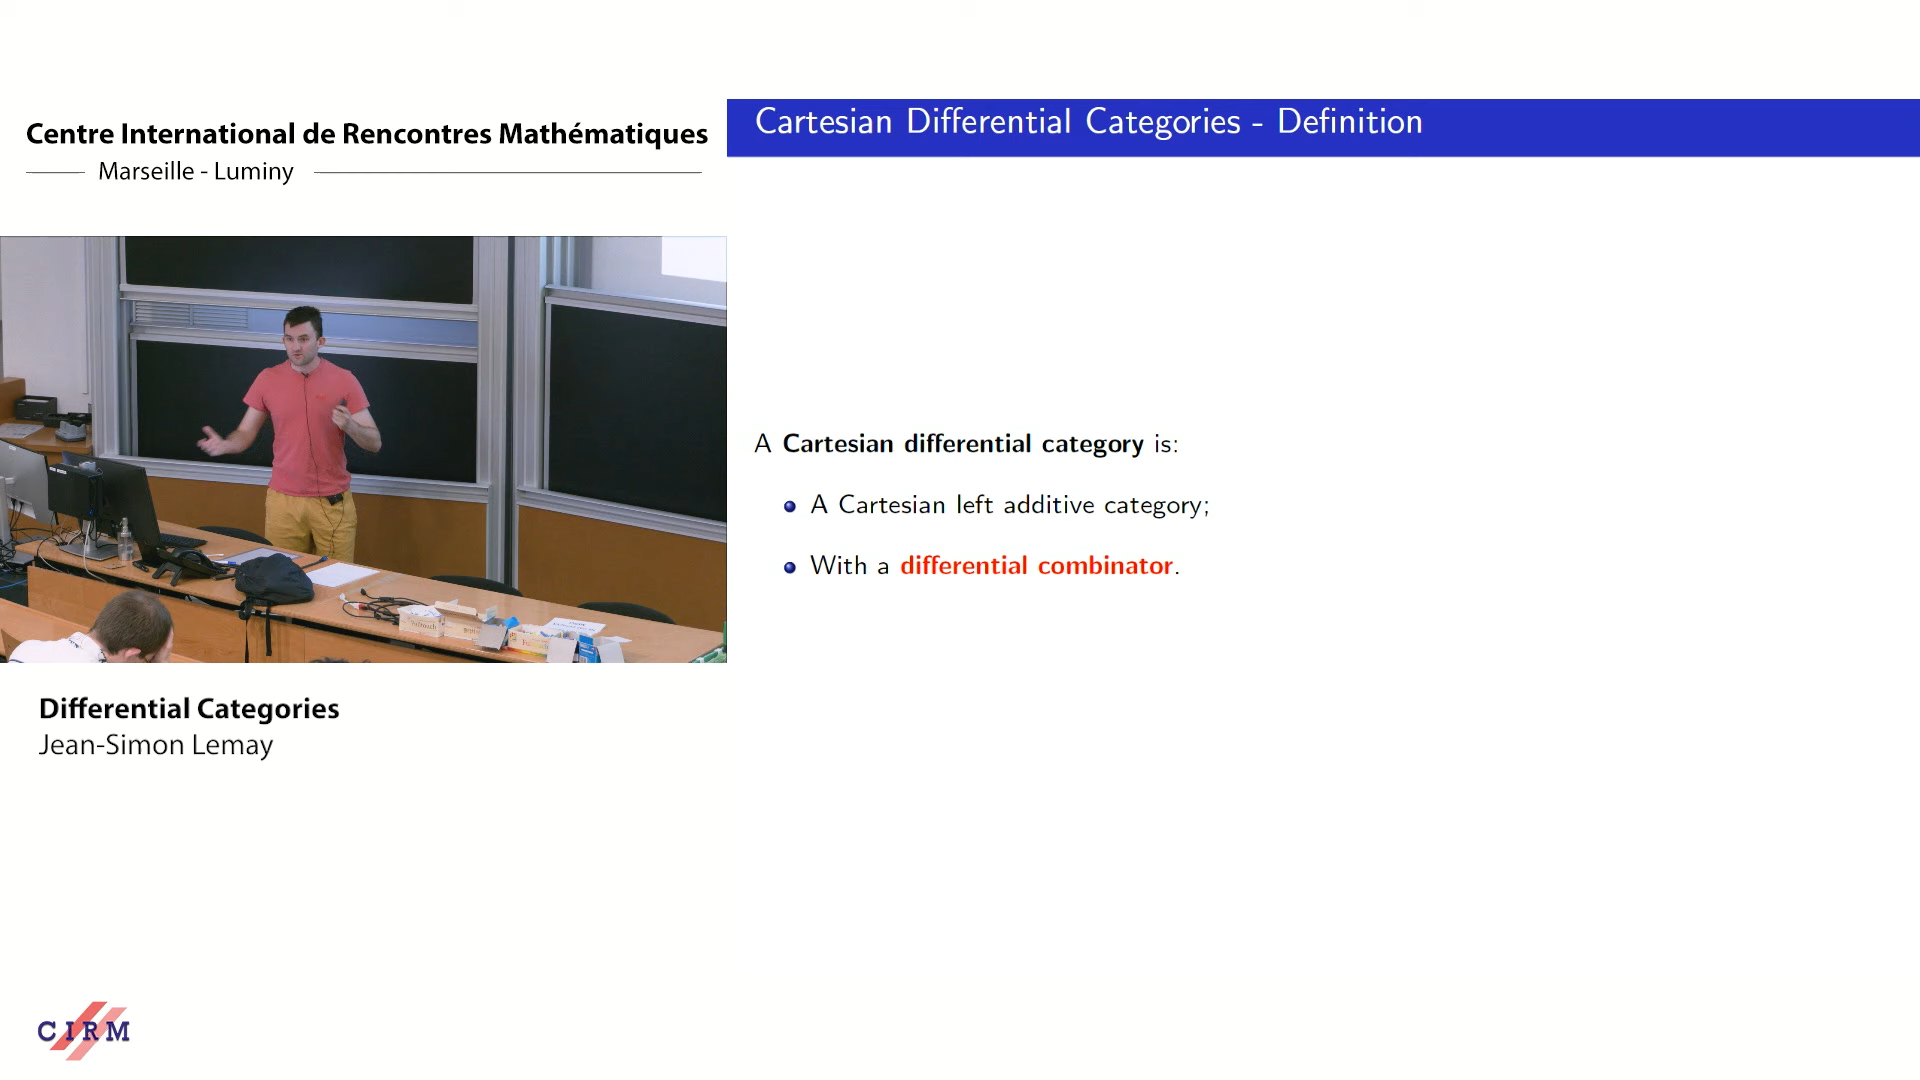 Centre International de Rencontres Mathématiques
Marseille - Luminy
Cartesian Differential Categories - Definition
A Cartesian differential category is:
A Cartesian left additive category;
With a differential combinator.
Differential Categories
Jean-Simon Lemay
CIRM